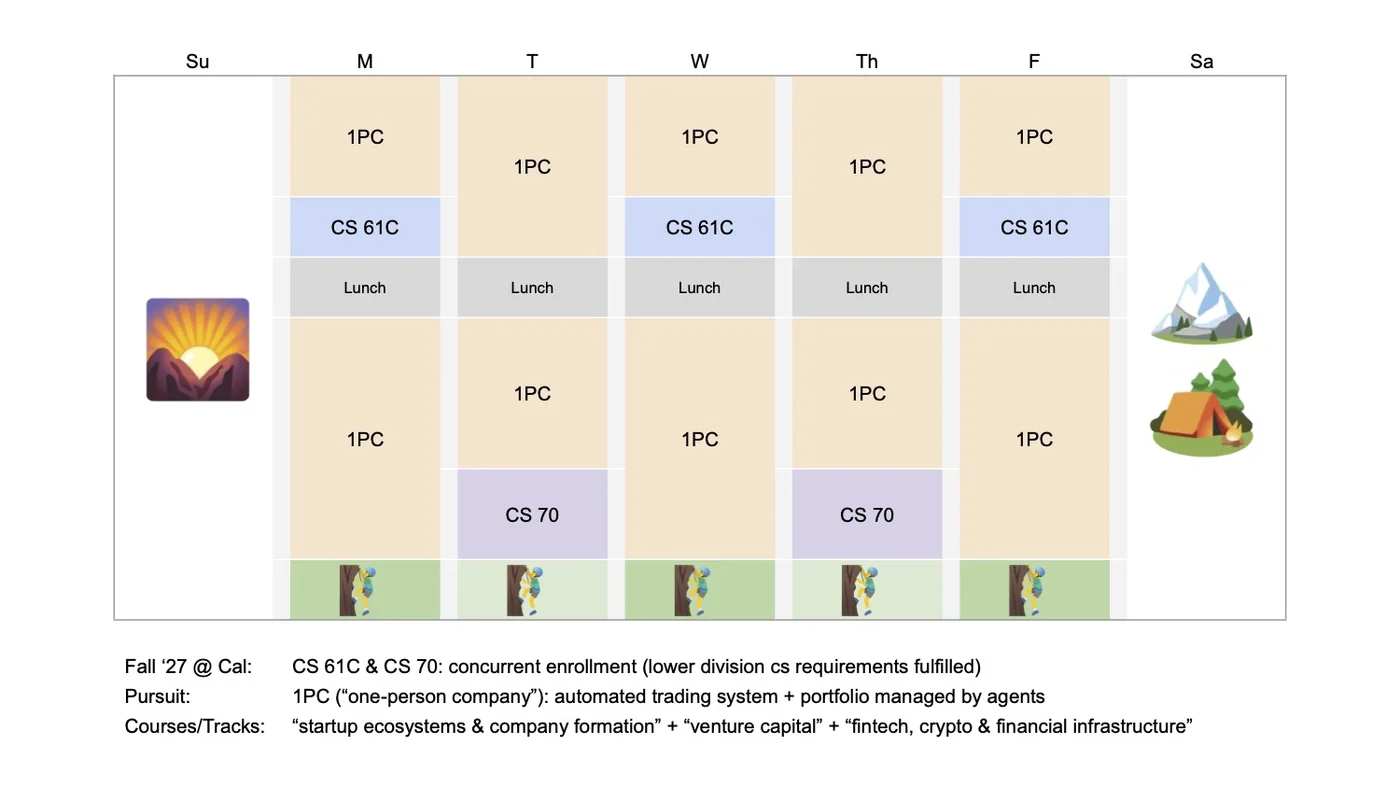 Su M T W Th F Sa
1PC 1PC 1PC
1PC 1PC
CS 61C CS 61C CS 61C
Lunch Lunch Lunch Lunch Lunch
1PC 1PC
1PC 1PC 1PC
CS 70 CS 70
Fall ‘27 @ Cal: CS 61C & CS 70: concurrent enrollment (lower division cs requirements fulfilled)
Pursuit: 1PC (“one-person company”): automated trading system + portfolio managed by agents
Courses/Tracks: “startup ecosystems & company formation” + “venture capital” + “fintech, crypto & financial infrastructure”